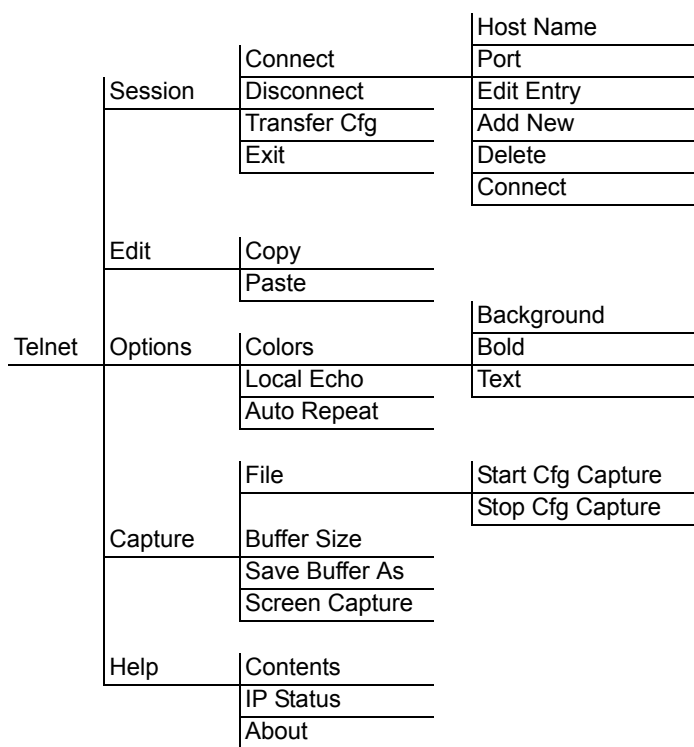 Host Name
Connect Port
Session Disconnect Edit Entry
Transfer Cfg Add New
Exit Delete
Connect
Edit Copy
Paste
Background
Telnet Options Colors Bold
Local Echo Text
Auto Repeat
File Start Cfg Capture
Stop Cfg Capture
Capture Buffer Size
Save Buffer As
Screen Capture
Help Contents
IP Status
About